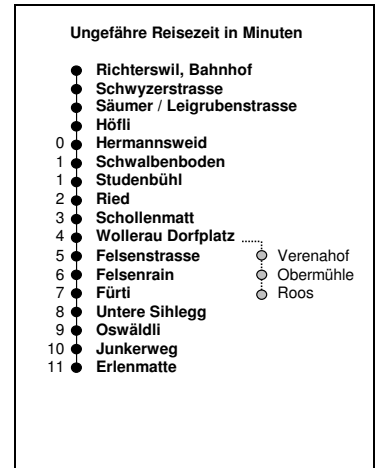 Ungefähre Reisezeit in Minuten
Richterswil, Bahnhof
Schwyzerstrasse
Säumer / Leigrubenstrasse
Höfli
0 Hermannsweid
1 Schwalbenboden
1 Studenbühl
2 Ried
3 Schollenmatt
4 Wollerau Dorfplatz
5 Felsenstrasse Verenahof
6 Felsenrain Obermühle
7 Fürti Roos
8 Untere Sihlegg
9 Oswäldli
10 Junkerweg
11 Erlenmatte